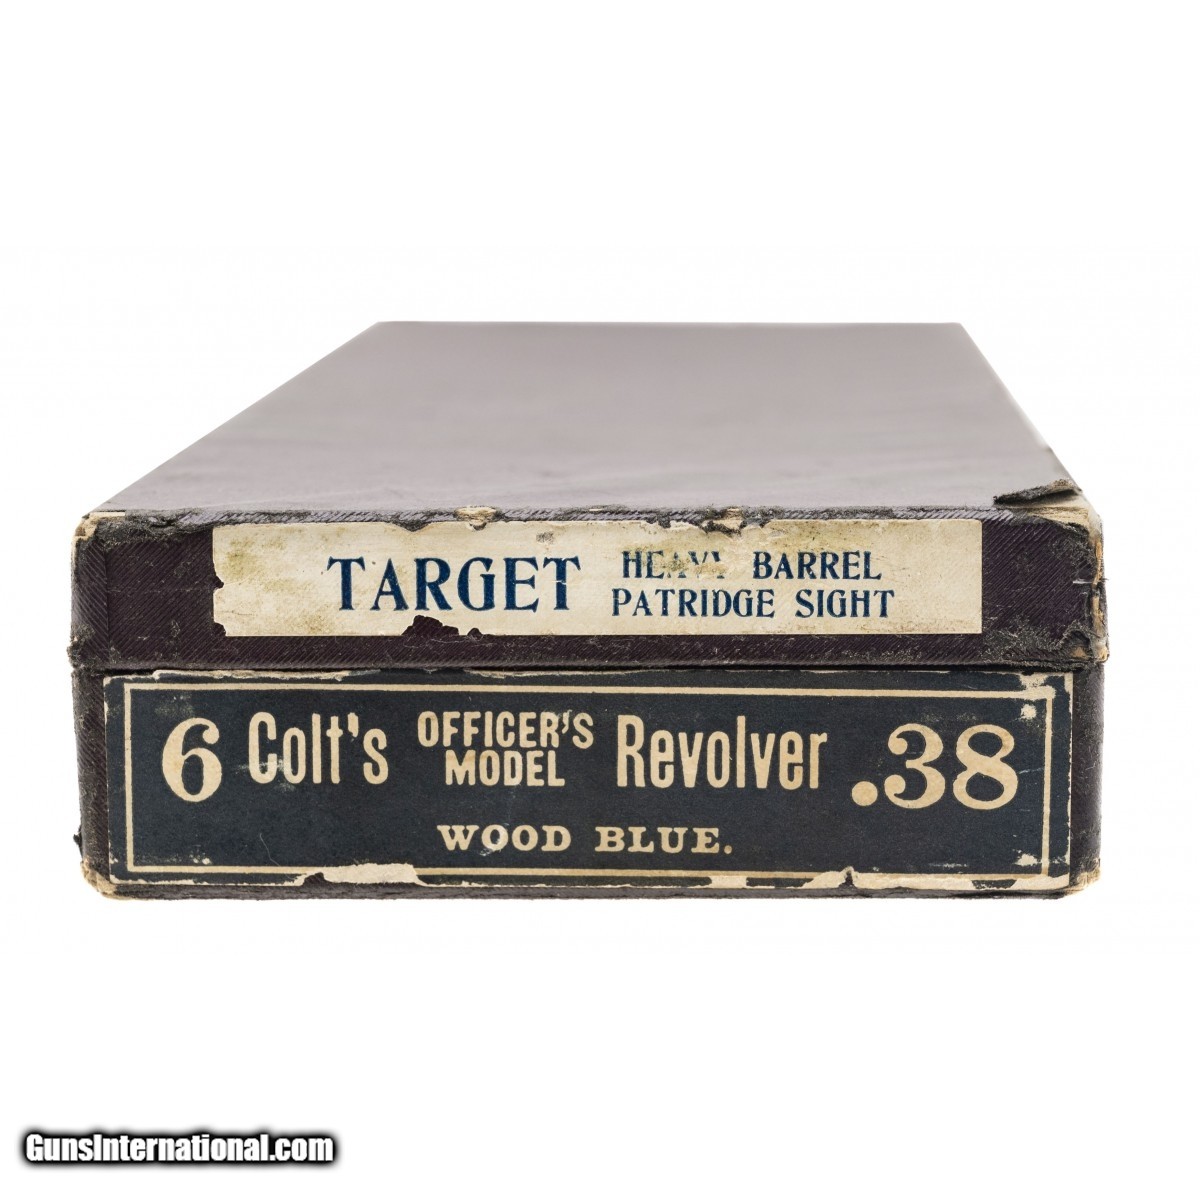 TARGET HEAVY BARREL
PATRIDGE SIGHT
6 Colt's OFFICER'S MODEL Revolver .38
WOOD BLUE.
GunsInternational.com